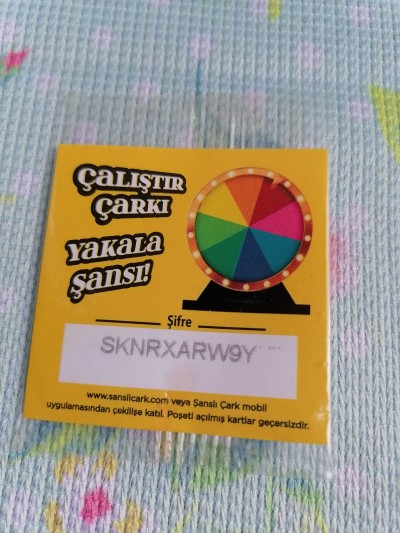 ÇALIŞTIR
ÇARKI
YAKALA
ŞANSI!
Şifre
SKNRXARW9Y
www.sanslicark.com veya Şanslı Çark mobil
uygulamasından çekilişe katıl. Poşeti açılmış kartlar geçersizdir.